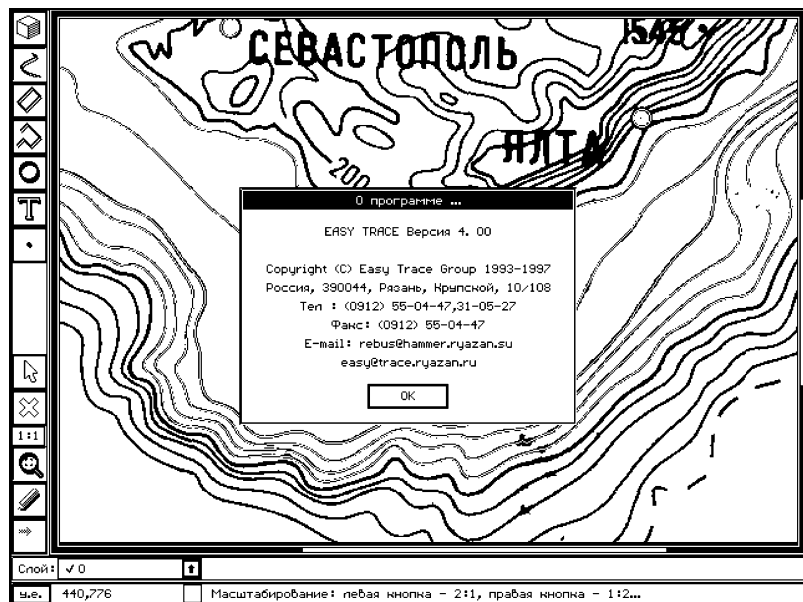 СЕВАСТОПОЛЬ
ЯЛТА
200
О программе ...
EASY TRACE Версия 4. 00
Copyright (C) Easy Trace Group 1993-1997
Россия, 390044, Рязань, Крупской, 10/108
Тел : (0912) 55-04-47,31-05-27
Факс: (0912) 55-04-47
E-mail: rebus@hammer.ryazan.su
easy@trace.ryazan.ru
OK
T
1:1
Слой: ✓ 0
у.е. 440,776 Масштабирование: левая кнопка - 2:1, правая кнопка - 1:2...